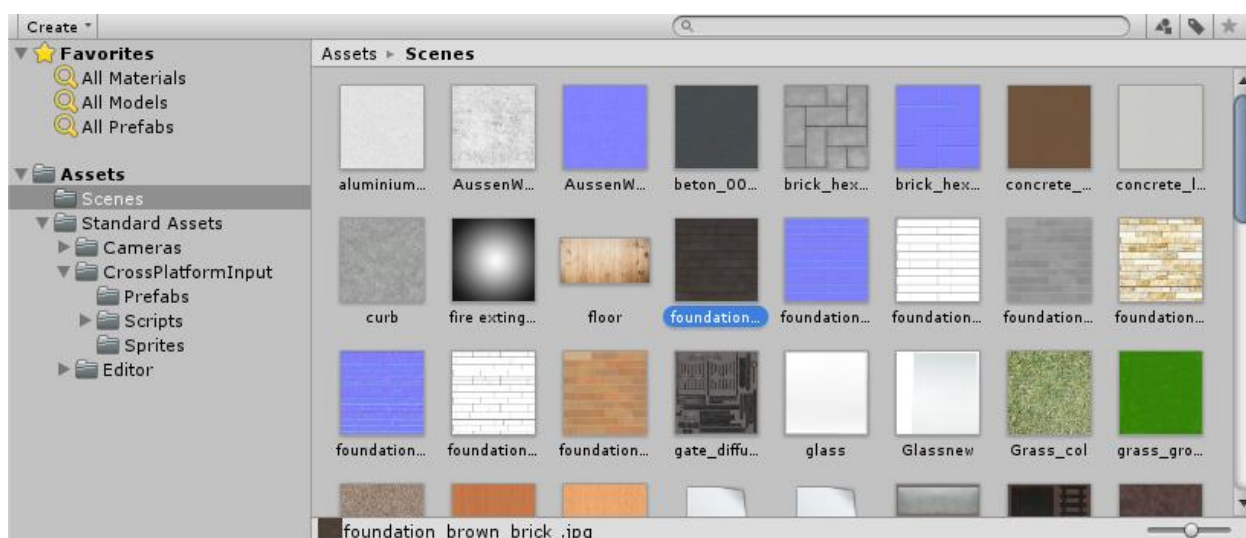 Create
Favorites
All Materials
All Models
All Prefabs
Assets
Scenes
Standard Assets
Cameras
CrossPlatformInput
Prefabs
Scripts
Sprites
Editor
Assets ▸ Scenes
aluminium... AussenW... AussenW... beton_00... brick_hex... brick_hex... concrete_... concrete_l...
curb fire exting... floor foundation... foundation... foundation... foundation... foundation...
foundation... foundation... foundation... gate_diffu... glass Glassnew Grass_col grass_gro...
foundation_brown_brick_.jpg